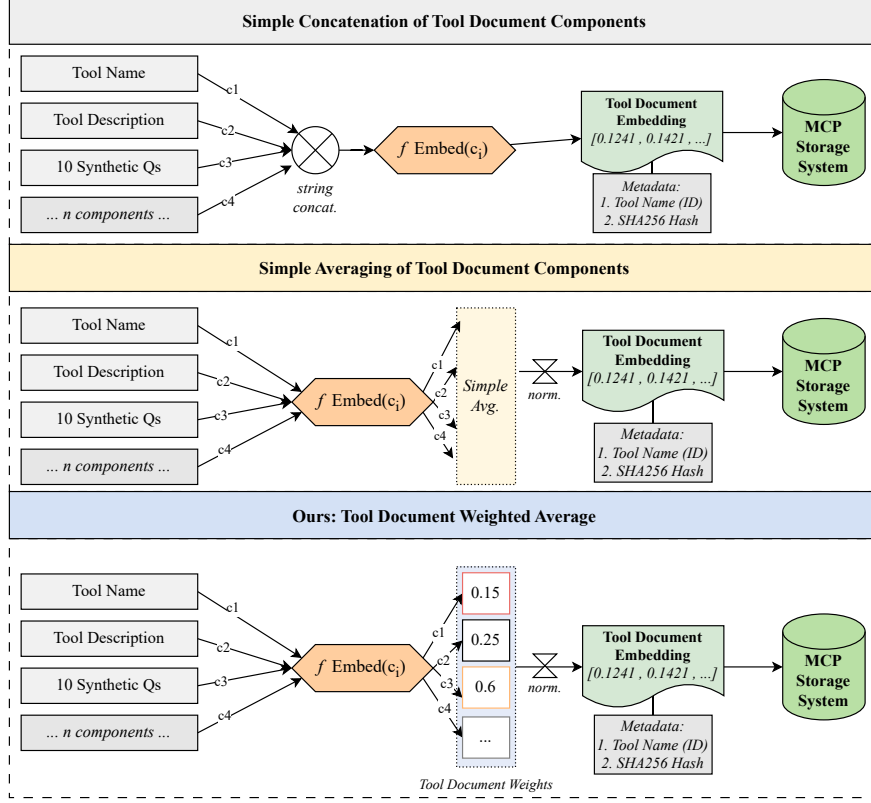 Simple Concatenation of Tool Document Components
Tool Name
Tool Description
10 Synthetic Qs
... n components ...
c1
c2
c3
c4
string
concat.
f Embed(ci)
Tool Document
Embedding
[0.1241 , 0.1421 , ...]
Metadata:
1. Tool Name (ID)
2. SHA256 Hash
MCP
Storage
System
Simple Averaging of Tool Document Components
Tool Name
Tool Description
10 Synthetic Qs
... n components ...
c1
c2
c3
c4
f Embed(ci)
c1
c2
c3
c4
Simple
Avg.
norm.
Tool Document
Embedding
[0.1241 , 0.1421 , ...]
Metadata:
1. Tool Name (ID)
2. SHA256 Hash
MCP
Storage
System
Ours: Tool Document Weighted Average
Tool Name
Tool Description
10 Synthetic Qs
... n components ...
c1
c2
c3
c4
f Embed(ci)
c1
c2
c3
c4
0.15
0.25
0.6
...
Tool Document Weights
norm.
Tool Document
Embedding
[0.1241 , 0.1421 , ...]
Metadata:
1. Tool Name (ID)
2. SHA256 Hash
MCP
Storage
System